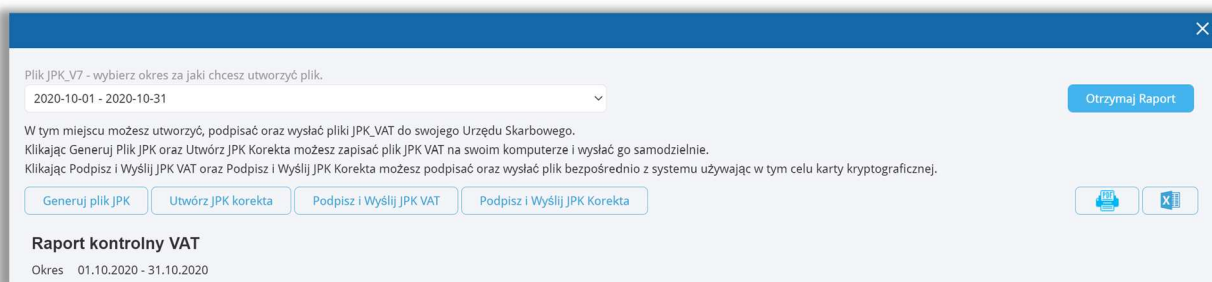 Plik JPK_V7 - wybierz okres za jaki chcesz utworzyć plik.
2020-10-01 - 2020-10-31
Otrzymaj Raport
W tym miejscu możesz utworzyć, podpisać oraz wysłać pliki JPK_VAT do swojego Urzędu Skarbowego.
Klikając Generuj Plik JPK oraz Utwórz JPK Korekta możesz zapisać plik JPK VAT na swoim komputerze i wysłać go samodzielnie.
Klikając Podpisz i Wyślij JPK VAT oraz Podpisz i Wyślij JPK Korekta możesz podpisać oraz wysłać plik bezpośrednio z systemu używając w tym celu karty kryptograficznej.
Generuj plik JPK
Utwórz JPK korekta
Podpisz i Wyślij JPK VAT
Podpisz i Wyślij JPK Korekta
PDF
X
Raport kontrolny VAT
Okres 01.10.2020 - 31.10.2020